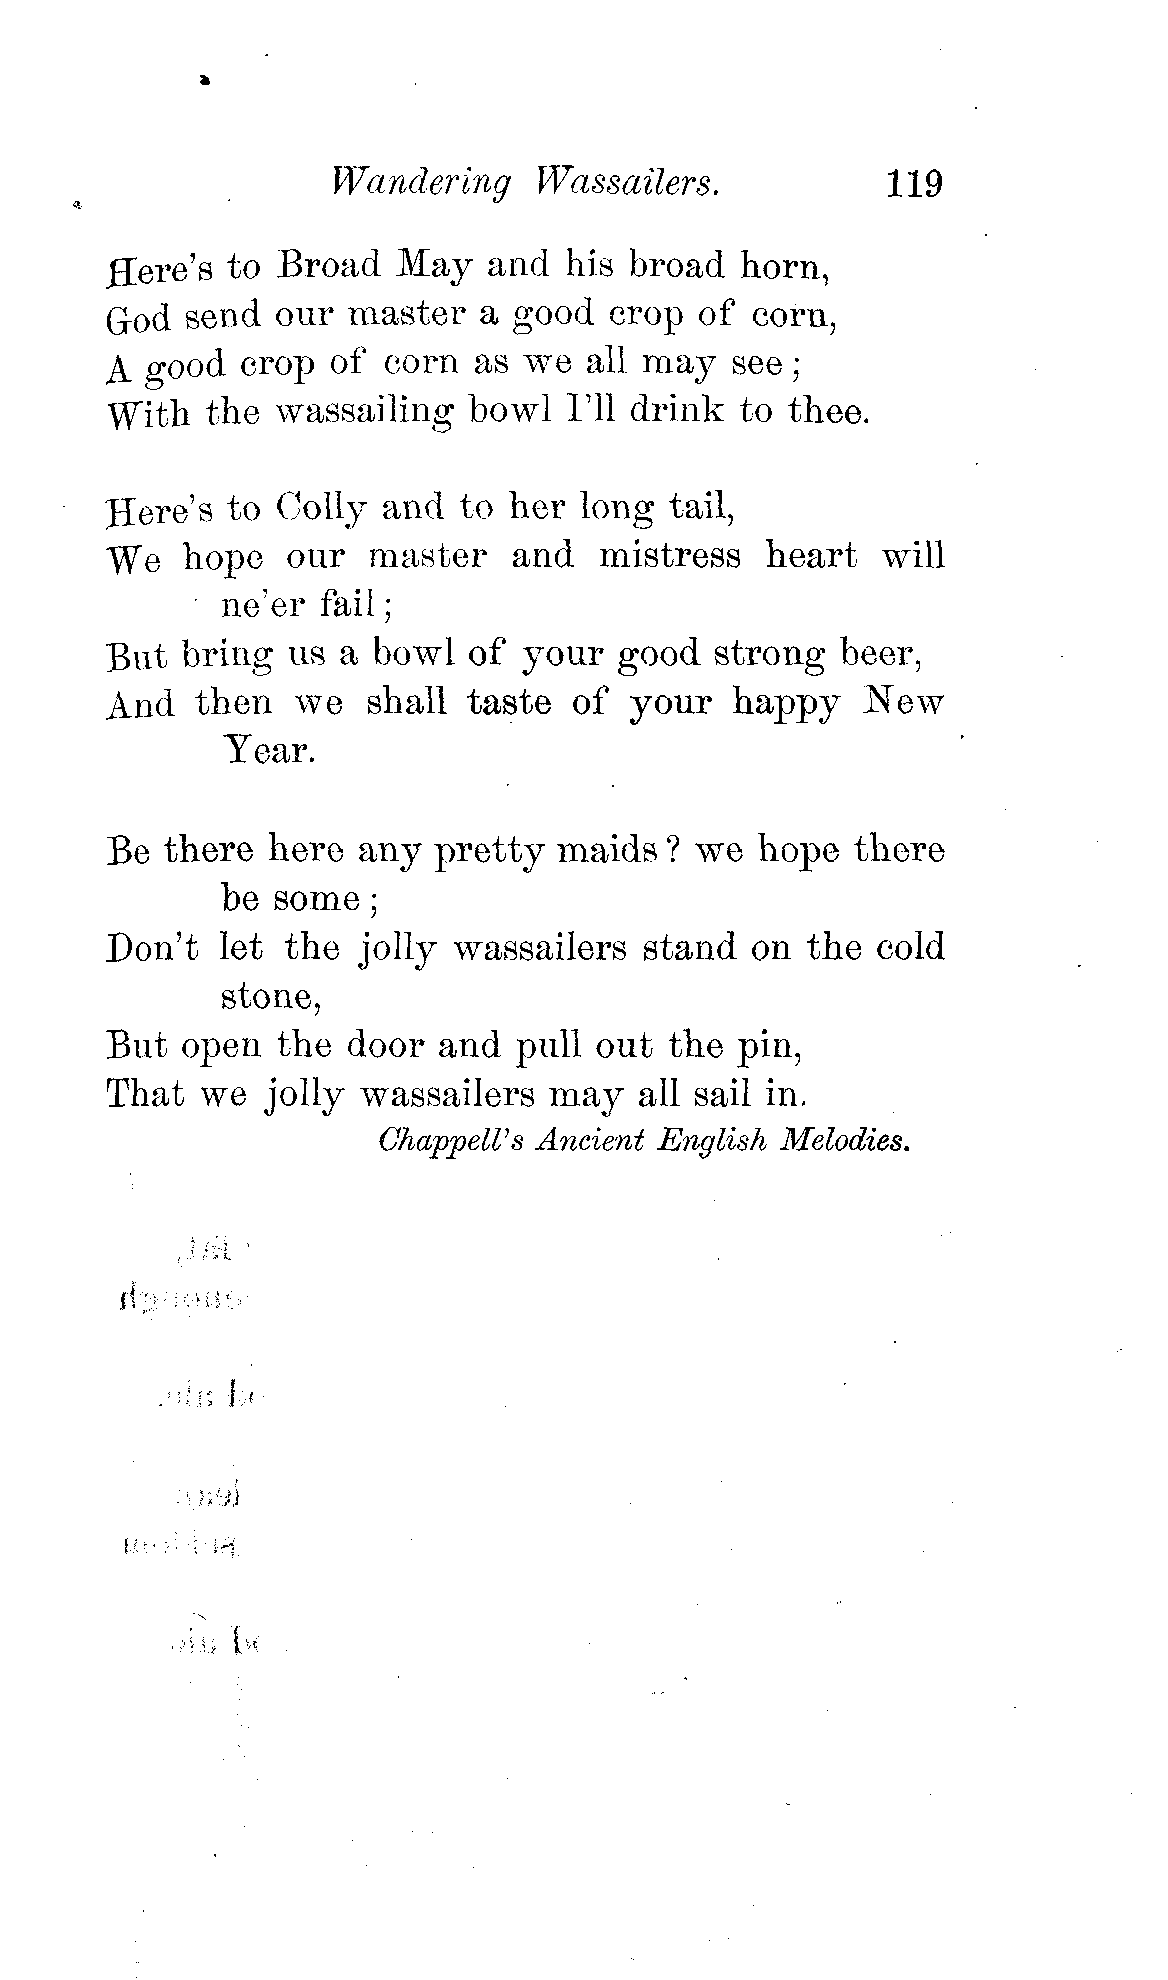 Wandering Wassailers. 119
Here's to Broad May and his broad horn,
God send our master a good crop of corn,
A good crop of corn as we all may see;
With the wassailing bowl I'll drink to thee.
Here's to Colly and to her long tail,
We hope our master and mistress heart will
ne'er fail;
But bring us a bowl of your good strong beer,
And then we shall taste of your happy New
Year.
Be there here any pretty maids? we hope there
be some;
Don't let the jolly wassailers stand on the cold
stone,
But open the door and pull out the pin,
That we jolly wassailers may all sail in.
Chappell's Ancient English Melodies.